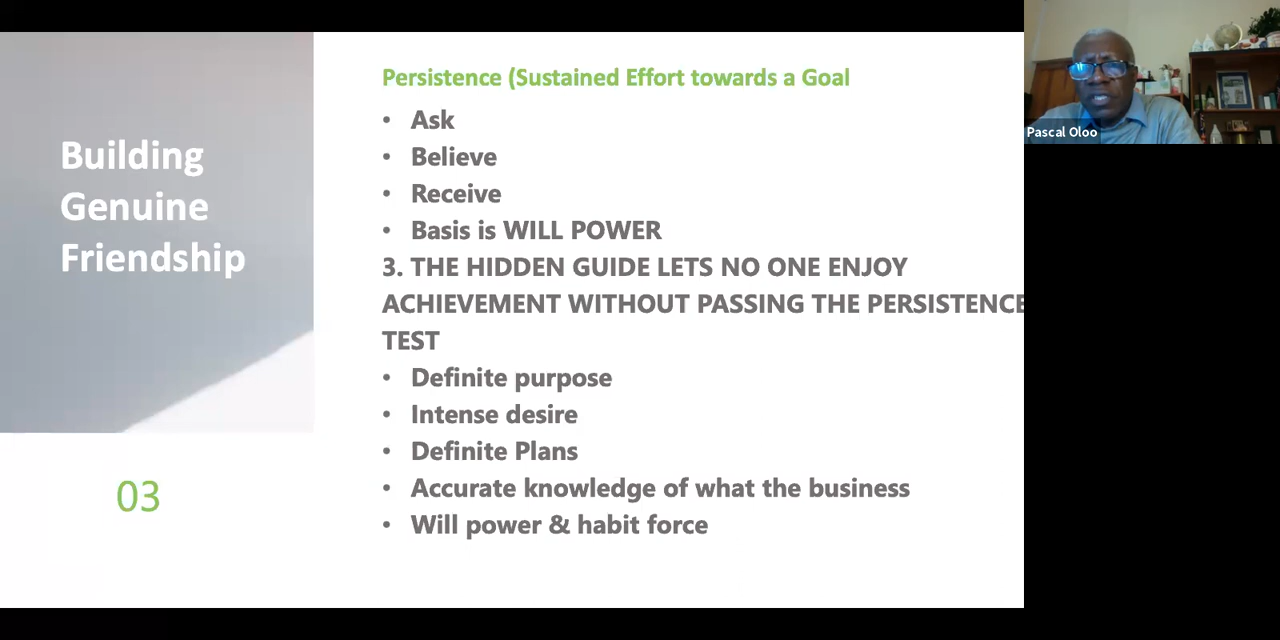 Building
Genuine
Friendship
03
Persistence (Sustained Effort towards a Goal
• Ask
• Believe
• Receive
• Basis is WILL POWER
3. THE HIDDEN GUIDE LETS NO ONE ENJOY
ACHIEVEMENT WITHOUT PASSING THE PERSISTENCE
TEST
• Definite purpose
• Intense desire
• Definite Plans
• Accurate knowledge of what the business
• Will power & habit force
Pascal Oloo